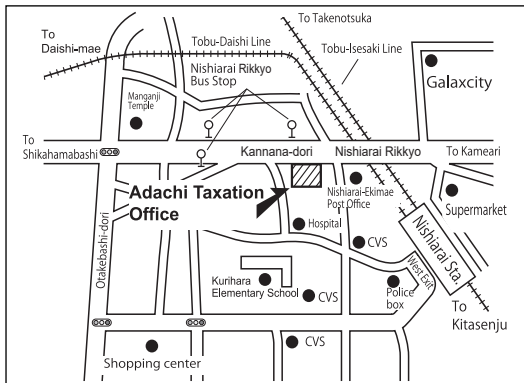 To Takenotsuka
To
Daishi-mae
Tobu-Daishi Line
Tobu-Isesaki Line
Nishiarai Rikkyo
Bus Stop
Galaxcity
Manganji
Temple
To
Shikahamabashi
Kannana-dori
Nishiarai Rikkyo
To Kameari
Adachi Taxation
Office
Nishiarai-Ekimae
Post Office
Supermarket
Otakebashi-dori
Hospital
CVS
Nishiarai Sta.
West Exit
Kurihara
Elementary School
CVS
Police
box
To
Kitasenju
CVS
Shopping center